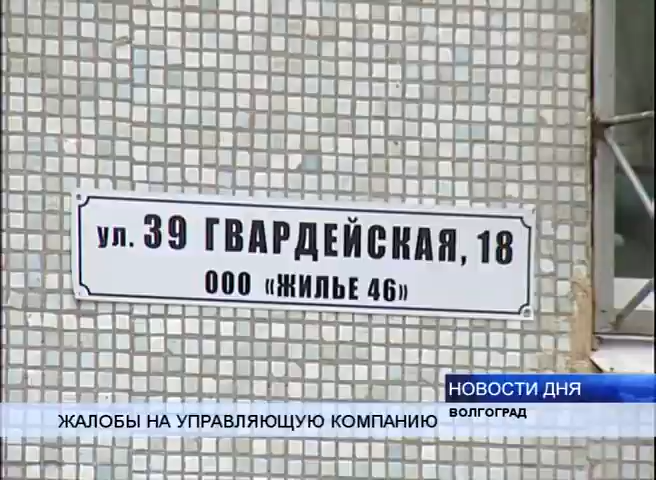 ул. 39 ГВАРДЕЙСКАЯ, 18
ООО «ЖИЛЬЕ 46»
НОВОСТИ ДНЯ
ВОЛГОГРАД
ЖАЛОБЫ НА УПРАВЛЯЮЩУЮ КОМПАНИЮ